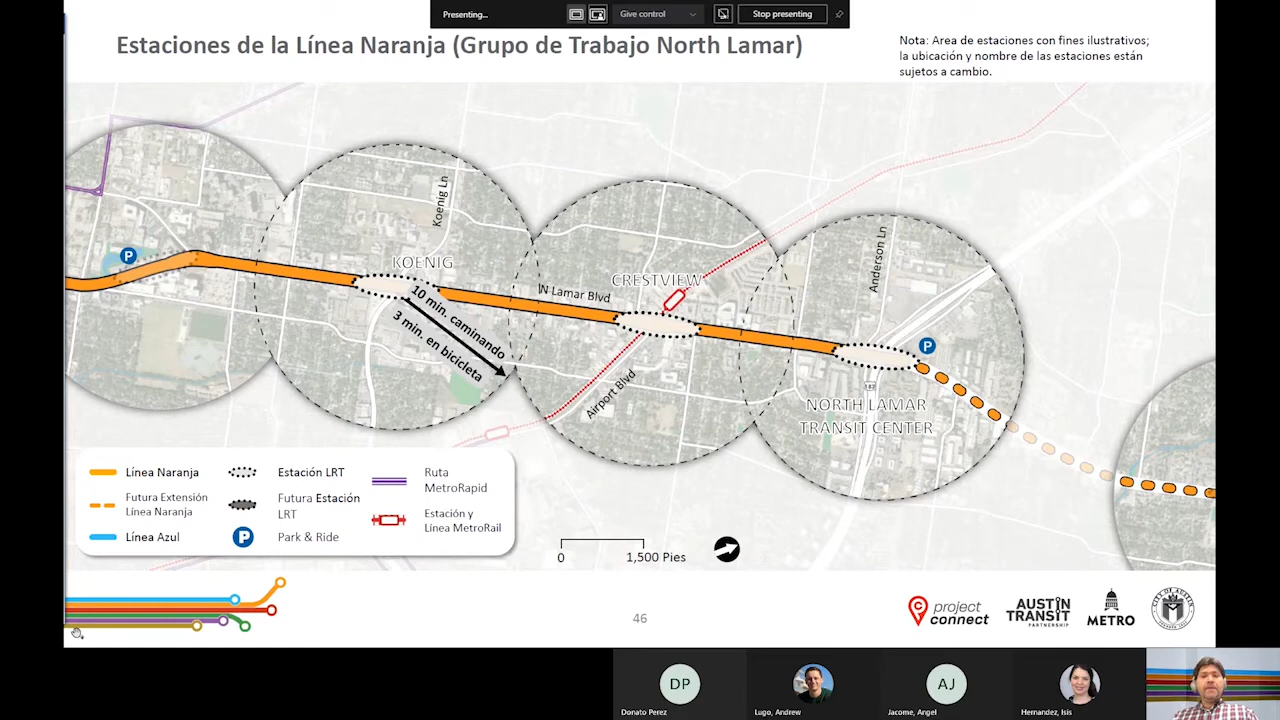 Presenting...
Give control
Stop presenting
Estaciones de la Línea Naranja (Grupo de Trabajo North Lamar)
Nota: Area de estaciones con fines ilustrativos;
la ubicación y nombre de las estaciones están
sujetos a cambio.
Koenig Ln
KOENIG
10 min. caminando
3 min. en bicicleta
N Lamar Blvd
CRESTVIEW
Airport Blvd
Anderson Ln
P
P
183
NORTH LAMAR
TRANSIT CENTER
Línea Naranja
Futura Extensión
Línea Naranja
Línea Azul
Estación LRT
Futura Estación
LRT
P
Park & Ride
Ruta
MetroRapid
Estación y
Línea MetroRail
0
1,500 Pies
46
project
connect
AUSTIN
TRANSIT
PARTNERSHIP
METRO
CITY OF AUSTIN
DP
AJ
Donato Perez
Lugo, Andrew
Jacome, Angel
Hernandez, Isis